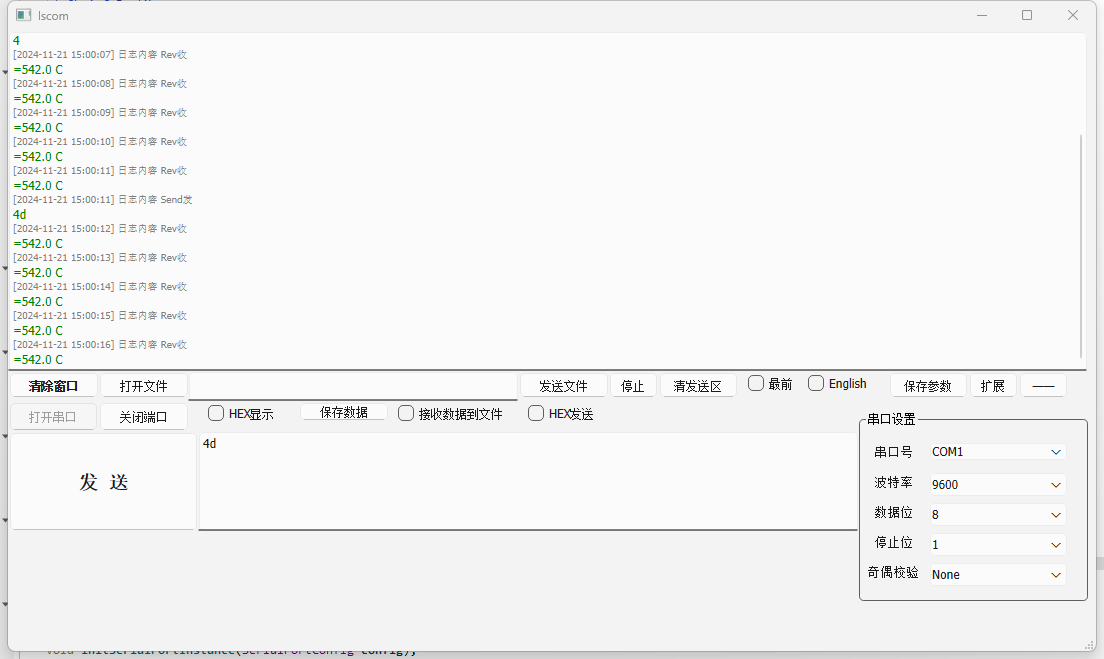 lscom
4
[2024-11-21 15:00:07] 日志内容 Rev收
=542.0 C
[2024-11-21 15:00:08] 日志内容 Rev收
=542.0 C
[2024-11-21 15:00:09] 日志内容 Rev收
=542.0 C
[2024-11-21 15:00:10] 日志内容 Rev收
=542.0 C
[2024-11-21 15:00:11] 日志内容 Rev收
=542.0 C
[2024-11-21 15:00:11] 日志内容 Send发
4d
[2024-11-21 15:00:12] 日志内容 Rev收
=542.0 C
[2024-11-21 15:00:13] 日志内容 Rev收
=542.0 C
[2024-11-21 15:00:14] 日志内容 Rev收
=542.0 C
[2024-11-21 15:00:15] 日志内容 Rev收
=542.0 C
[2024-11-21 15:00:16] 日志内容 Rev收
=542.0 C
清除窗口 打开文件 发送文件 停止 清发送区 最前 English 保存参数 扩展 ——
打开串口 关闭端口 HEX显示 保存数据 接收数据到文件 HEX发送
串口设置
发 送 4d
串口号 COM1
波特率 9600
数据位 8
停止位 1
奇偶校验 None
void initSerialPortInstance(SerialPortConfig config);